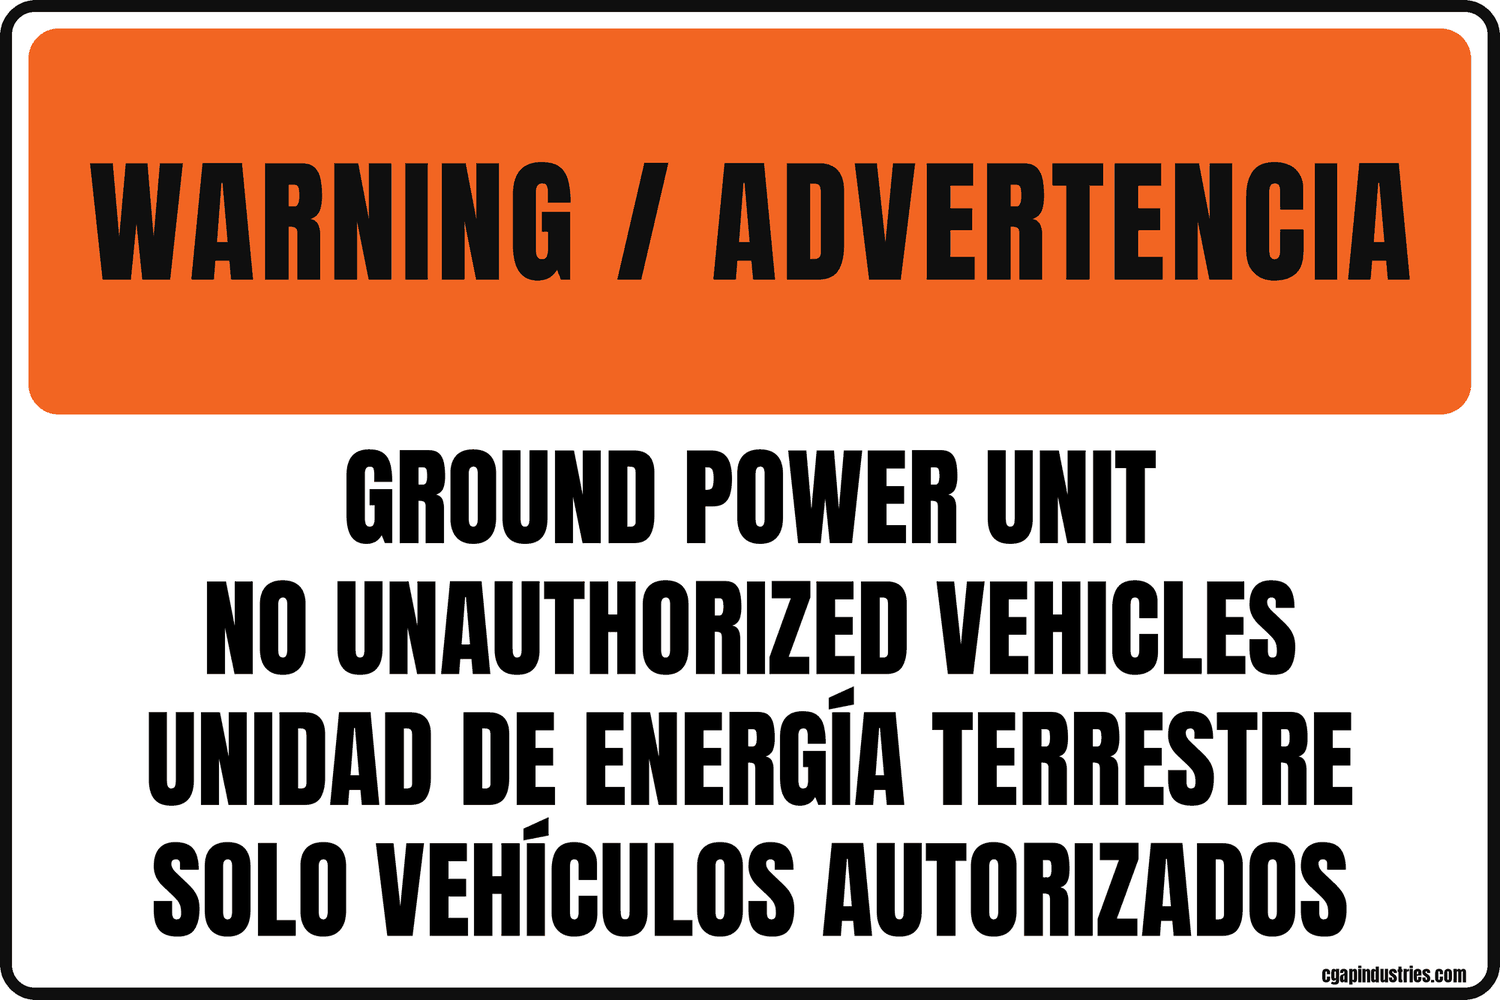 WARNING / ADVERTENCIA
GROUND POWER UNIT
NO UNAUTHORIZED VEHICLES
UNIDAD DE ENERGÍA TERRESTRE
SOLO VEHÍCULOS AUTORIZADOS
cgapindustries.com